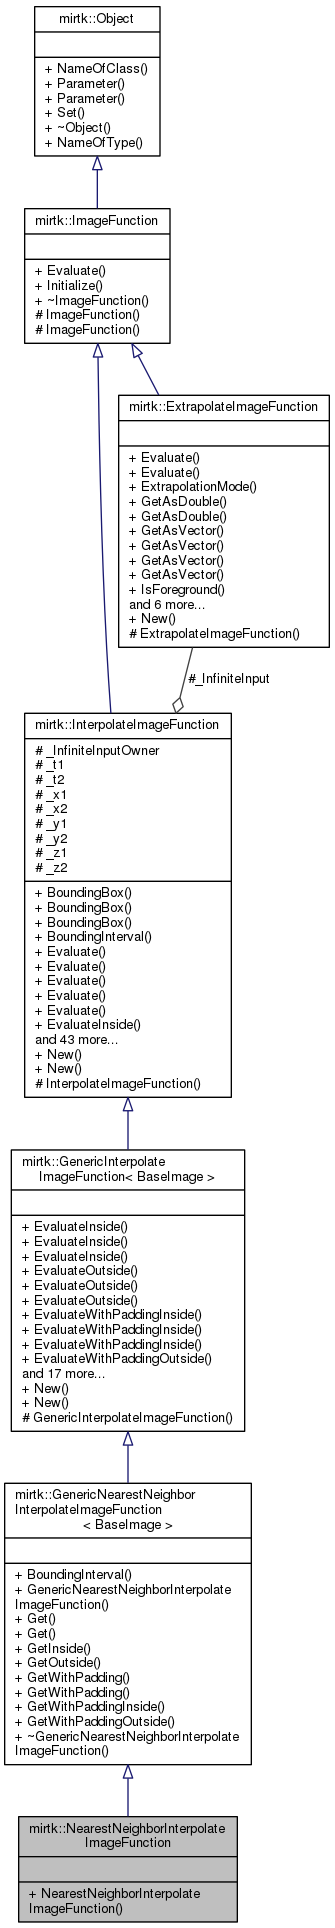 mirtk::Object
+ NameOfClass()
+ Parameter()
+ Parameter()
+ Set()
+ ~Object()
+ NameOfType()
mirtk::ImageFunction
+ Evaluate()
+ Initialize()
+ ~ImageFunction()
# ImageFunction()
# ImageFunction()
mirtk::ExtrapolateImageFunction
+ Evaluate()
+ Evaluate()
+ ExtrapolationMode()
+ GetAsDouble()
+ GetAsDouble()
+ GetAsVector()
+ GetAsVector()
+ GetAsVector()
+ GetAsVector()
+ IsForeground()
and 6 more...
+ New()
# ExtrapolateImageFunction()
#_InfiniteInput
mirtk::InterpolateImageFunction
# _InfiniteInputOwner
# _t1
# _t2
# _x1
# _x2
# _y1
# _y2
# _z1
# _z2
+ BoundingBox()
+ BoundingBox()
+ BoundingBox()
+ BoundingInterval()
+ Evaluate()
+ Evaluate()
+ Evaluate()
+ Evaluate()
+ Evaluate()
+ EvaluateInside()
and 43 more...
+ New()
+ New()
# InterpolateImageFunction()
mirtk::GenericInterpolate
ImageFunction< BaseImage >
+ EvaluateInside()
+ EvaluateInside()
+ EvaluateInside()
+ EvaluateOutside()
+ EvaluateOutside()
+ EvaluateOutside()
+ EvaluateWithPaddingInside()
+ EvaluateWithPaddingInside()
+ EvaluateWithPaddingInside()
+ EvaluateWithPaddingOutside()
and 17 more...
+ New()
+ New()
# GenericInterpolateImageFunction()
mirtk::GenericNearestNeighbor
InterpolateImageFunction
< BaseImage >
+ BoundingInterval()
+ GenericNearestNeighborInterpolate
ImageFunction()
+ Get()
+ Get()
+ GetInside()
+ GetOutside()
+ GetWithPadding()
+ GetWithPadding()
+ GetWithPaddingInside()
+ GetWithPaddingOutside()
+ ~GenericNearestNeighborInterpolate
ImageFunction()
mirtk::NearestNeighborInterpolate
ImageFunction
+ NearestNeighborInterpolate
ImageFunction()